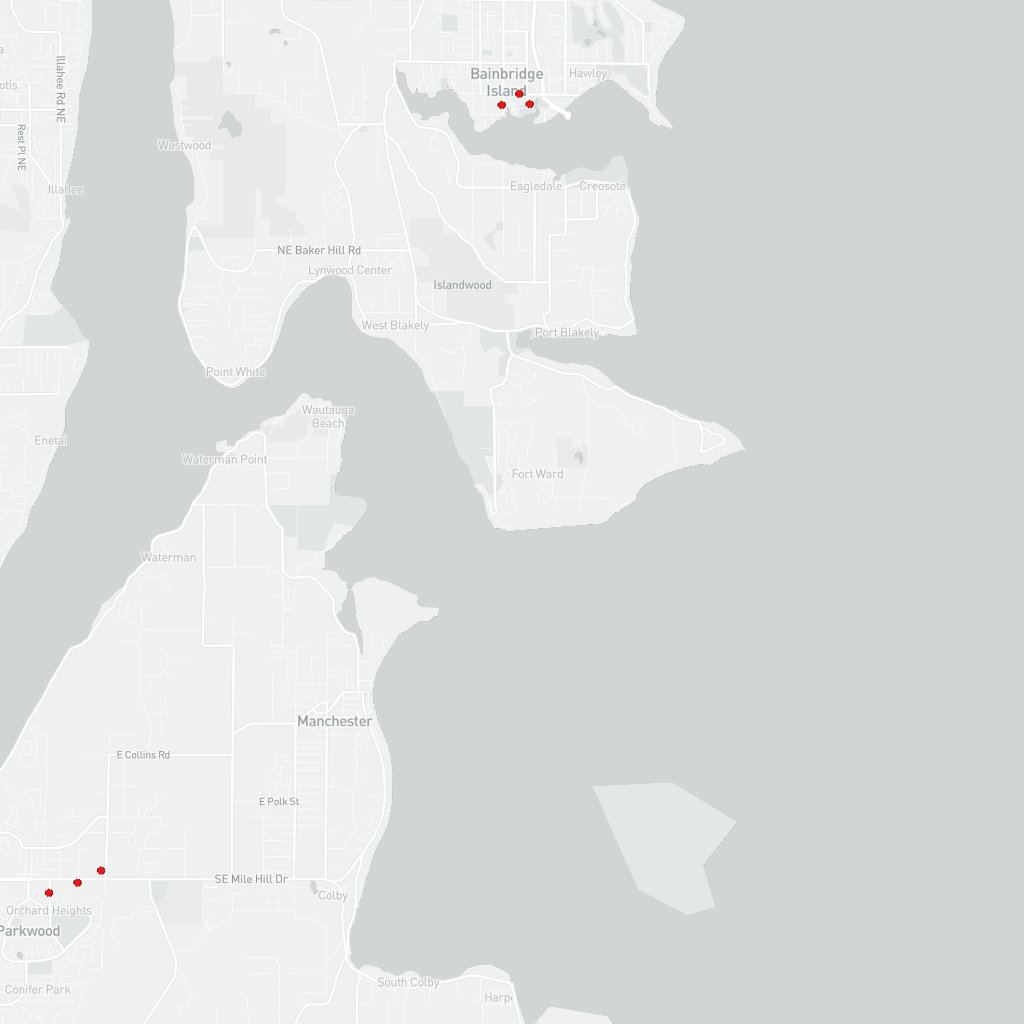 Bainbridge
Island
Hawley
Illahee Rd NE
otis
Rest Pl NE
Westwood
Illahee
Eagledale
Creosote
NE Baker Hill Rd
Lynwood Center
Islandwood
West Blakely
Port Blakely
Point White
Wautauga
Beach
Enetai
Waterman Point
Fort Ward
Waterman
Manchester
E Collins Rd
E Polk St
SE Mile Hill Dr
Colby
Orchard Heights
Parkwood
South Colby
Conifer Park
Harpe